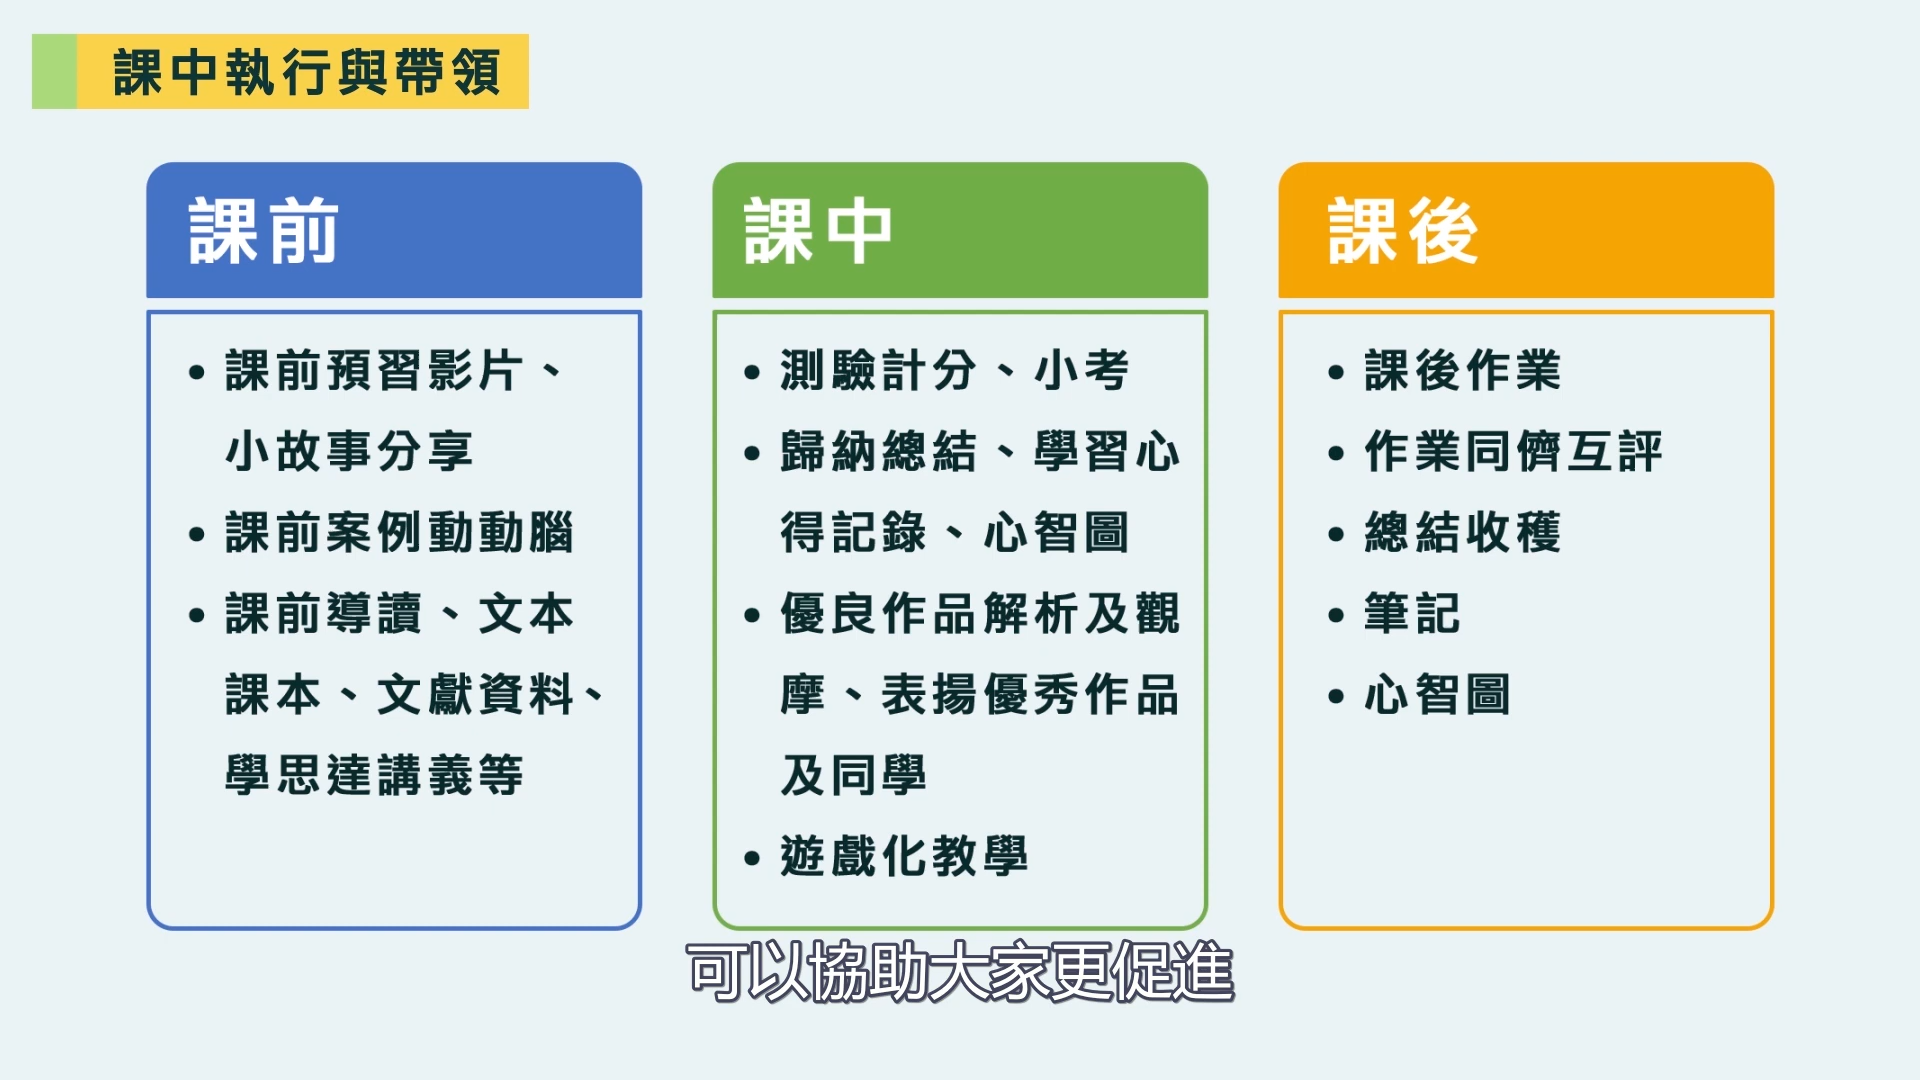 課中執行與帶領
課前
• 課前預習影片、
小故事分享
• 課前案例動動腦
• 課前導讀、文本
課本、文獻資料、
學思達講義等
課中
• 測驗計分、小考
• 歸納總結、學習心
得記錄、心智圖
• 優良作品解析及觀
摩、表揚優秀作品
及同學
• 遊戲化教學
課後
• 課後作業
• 作業同儕互評
• 總結收穫
• 筆記
• 心智圖
可以協助大家更促進